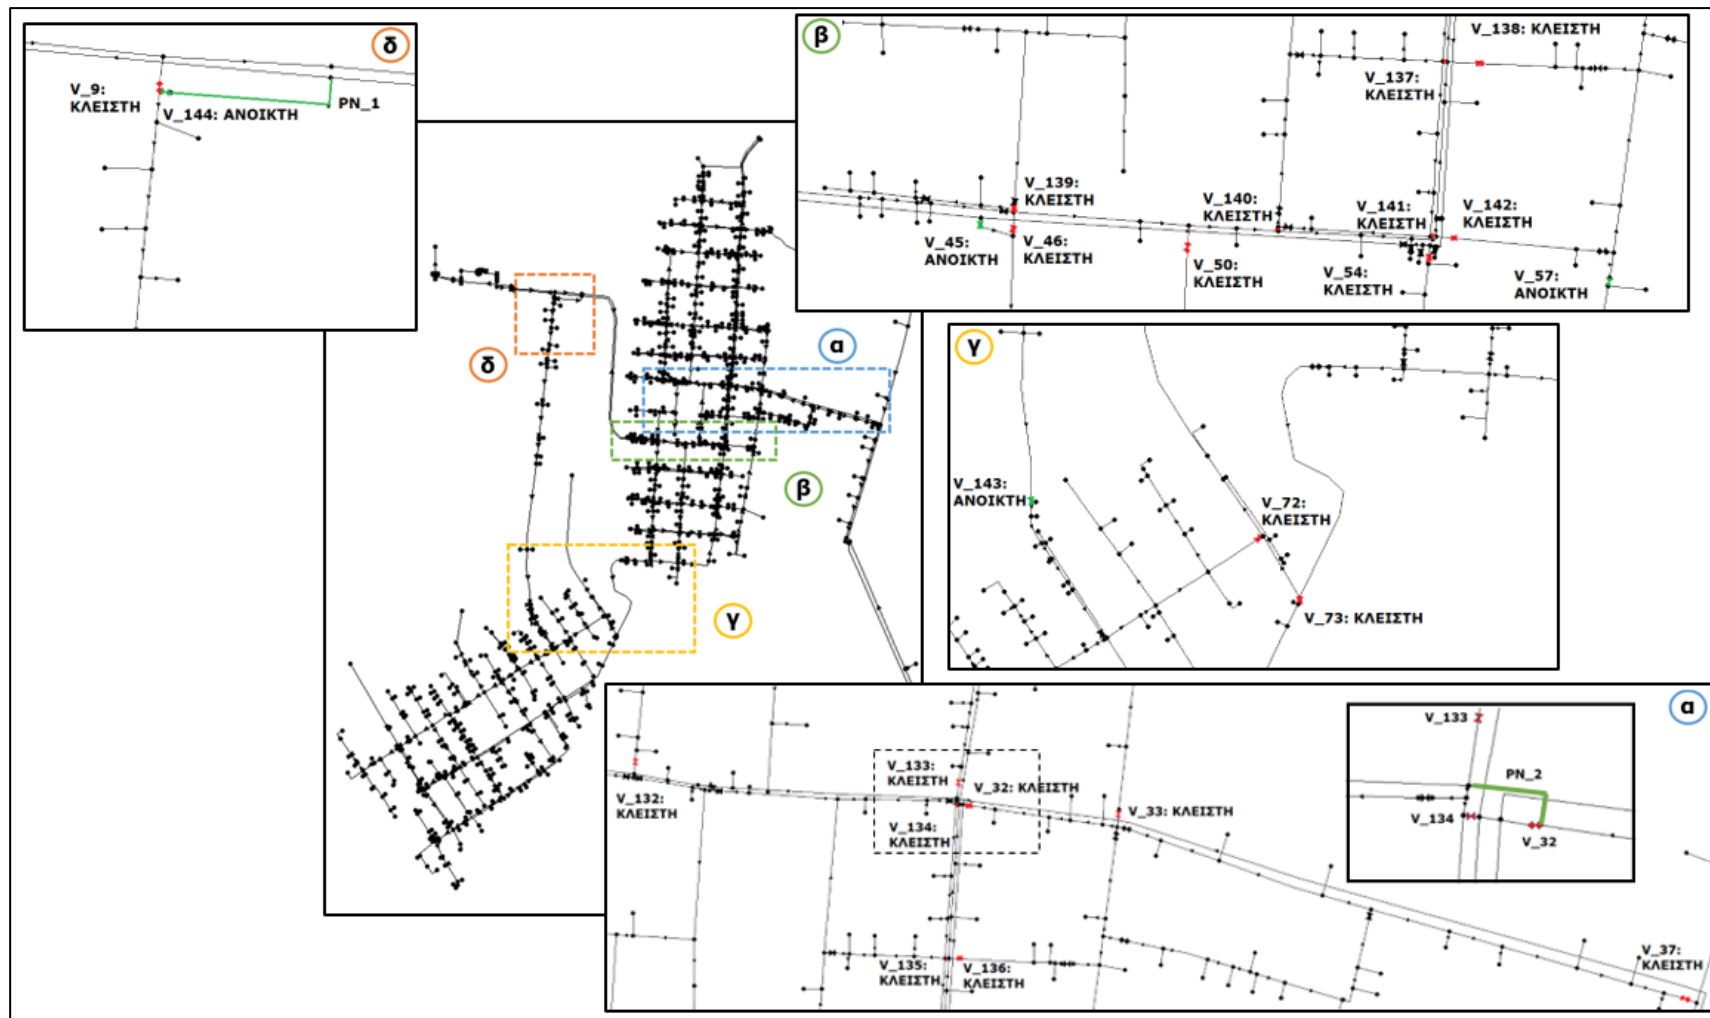 δ
V_9:
ΚΛΕΙΣΤΗ
V_144: ΑΝΟΙΚΤΗ
PN_1
β
V_138: ΚΛΕΙΣΤΗ
V_137:
ΚΛΕΙΣΤΗ
V_139:
ΚΛΕΙΣΤΗ
V_140:
ΚΛΕΙΣΤΗ
V_141:
ΚΛΕΙΣΤΗ
V_142:
ΚΛΕΙΣΤΗ
V_45:
ΑΝΟΙΚΤΗ
V_46:
ΚΛΕΙΣΤΗ
V_50:
ΚΛΕΙΣΤΗ
V_54:
ΚΛΕΙΣΤΗ
V_57:
ΑΝΟΙΚΤΗ
δ
α
β
γ
γ
V_143:
ΑΝΟΙΚΤΗ
V_72:
ΚΛΕΙΣΤΗ
V_73: ΚΛΕΙΣΤΗ
α
V_132:
ΚΛΕΙΣΤΗ
V_133:
ΚΛΕΙΣΤΗ
V_32: ΚΛΕΙΣΤΗ
V_134:
ΚΛΕΙΣΤΗ
V_33: ΚΛΕΙΣΤΗ
V_135:
ΚΛΕΙΣΤΗ
V_136:
ΚΛΕΙΣΤΗ
V_37:
ΚΛΕΙΣΤΗ
V_133
PN_2
V_134
V_32